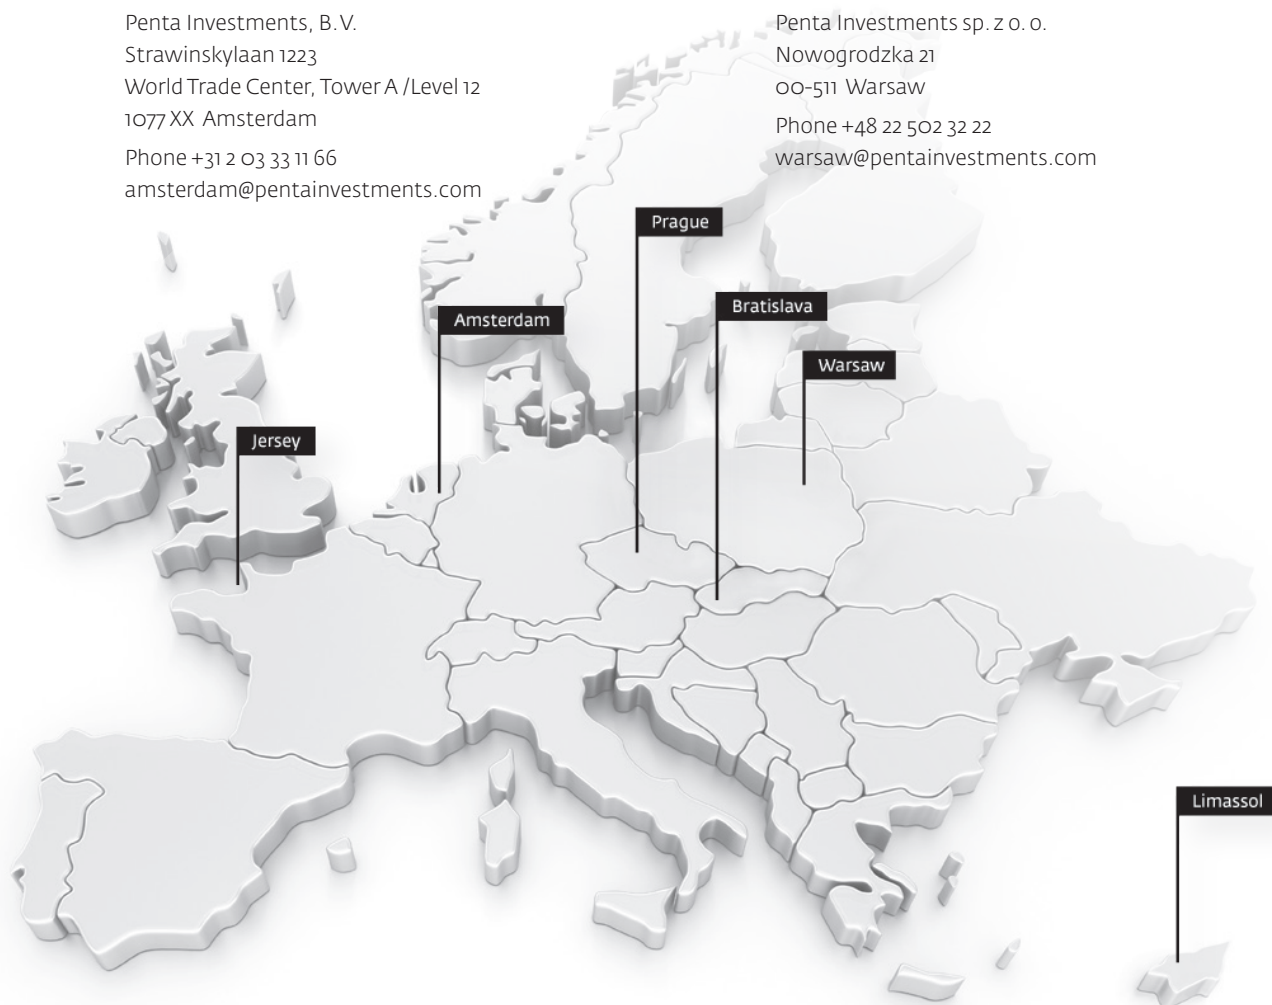 Penta Investments, B.V.
Strawinskylaan 1223
World Trade Center, Tower A /Level 12
1077 XX Amsterdam
Phone +31 2 03 33 11 66
amsterdam@pentainvestments.com
Penta Investments sp. z o. o.
Nowogrodzka 21
00-511 Warsaw
Phone +48 22 502 32 22
warsaw@pentainvestments.com
Prague
Bratislava
Amsterdam
Warsaw
Jersey
Limassol